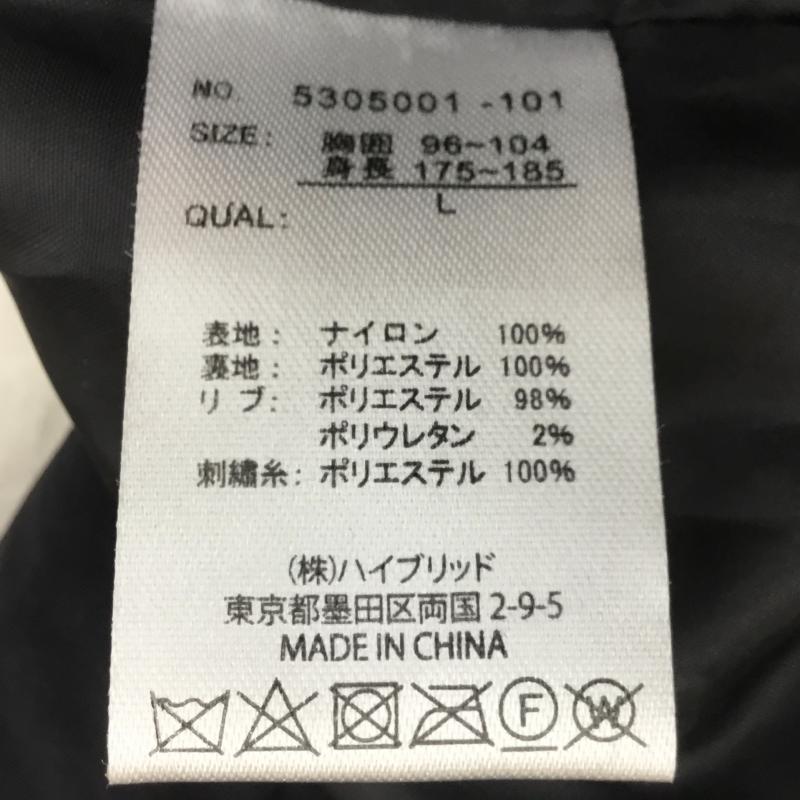 NO. 5305001 -101
SIZE: 胸囲 96~104
身長 175~185
QUAL: L
表地: ナイロン 100%
裏地: ポリエステル 100%
リブ: ポリエステル 98%
ポリウレタン 2%
刺繡糸: ポリエステル 100%
(株)ハイブリッド
東京都墨田区両国 2-9-5
MADE IN CHINA
F W